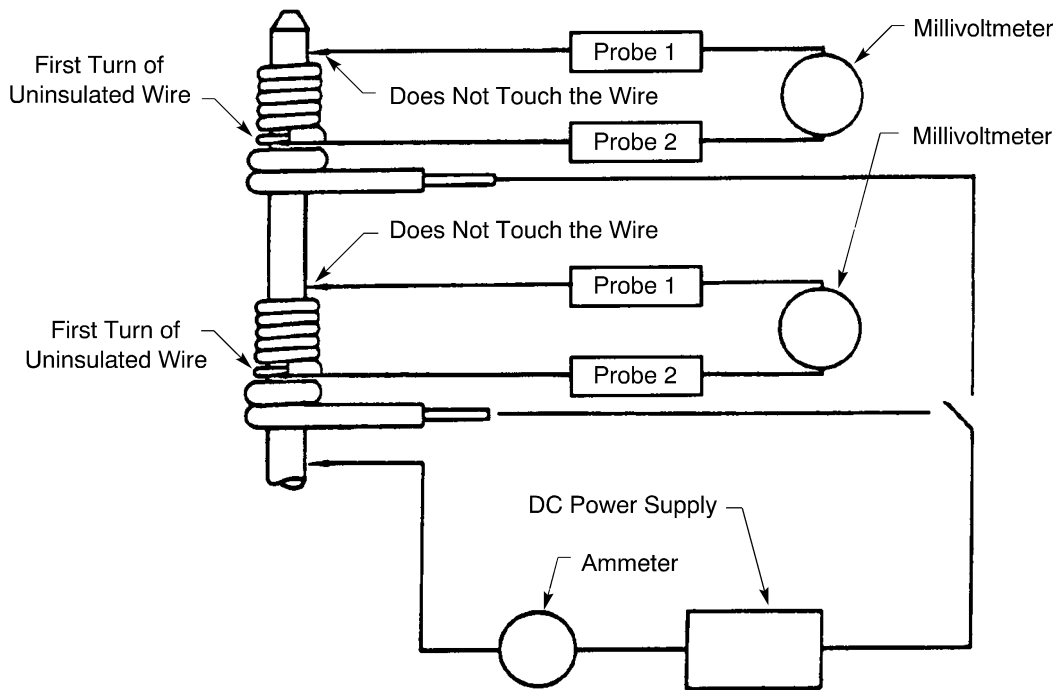 Millivoltmeter
Probe 1
First Turn of
Uninsulated Wire
Does Not Touch the Wire
Probe 2
Millivoltmeter
Does Not Touch the Wire
Probe 1
First Turn of
Uninsulated Wire
Probe 2
DC Power Supply
Ammeter